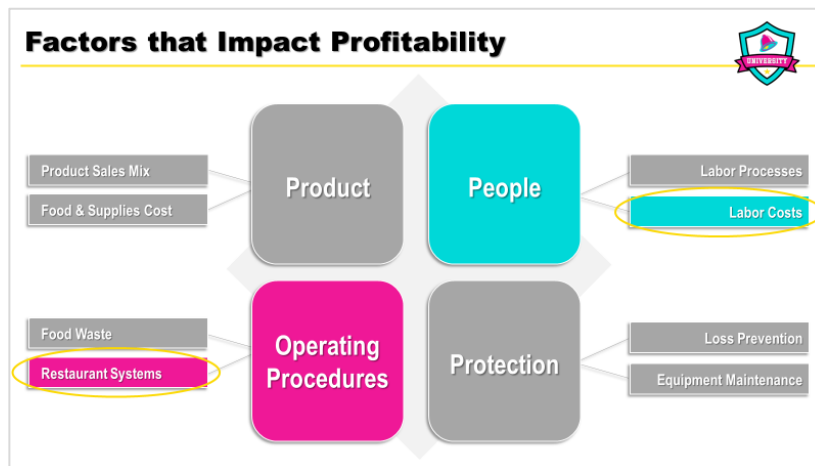 Factors that Impact Profitability
UNIVERSITY
Product Sales Mix
Food & Supplies Cost
Product
People
Labor Processes
Labor Costs
Food Waste
Restaurant Systems
Operating
Procedures
Protection
Loss Prevention
Equipment Maintenance